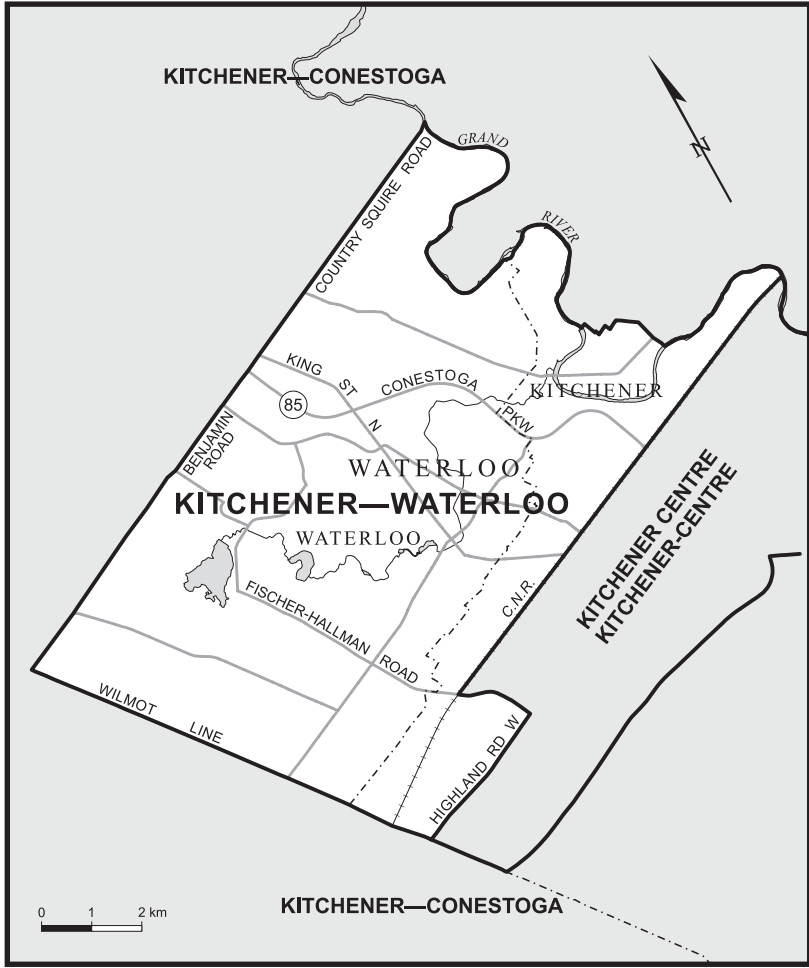 KITCHENER—CONESTOGA
GRAND
RIVER
N
COUNTRY SQUIRE ROAD
KING ST N
CONESTOGA PKW
KITCHENER
85
BENJAMIN
ROAD
WATERLOO
KITCHENER—WATERLOO
WATERLOO
KITCHENER CENTRE
KITCHENER-CENTRE
C.N.R.
FISCHER-HALLMAN ROAD
WILMOT LINE
HIGHLAND RD W
0 1 2 km
KITCHENER—CONESTOGA